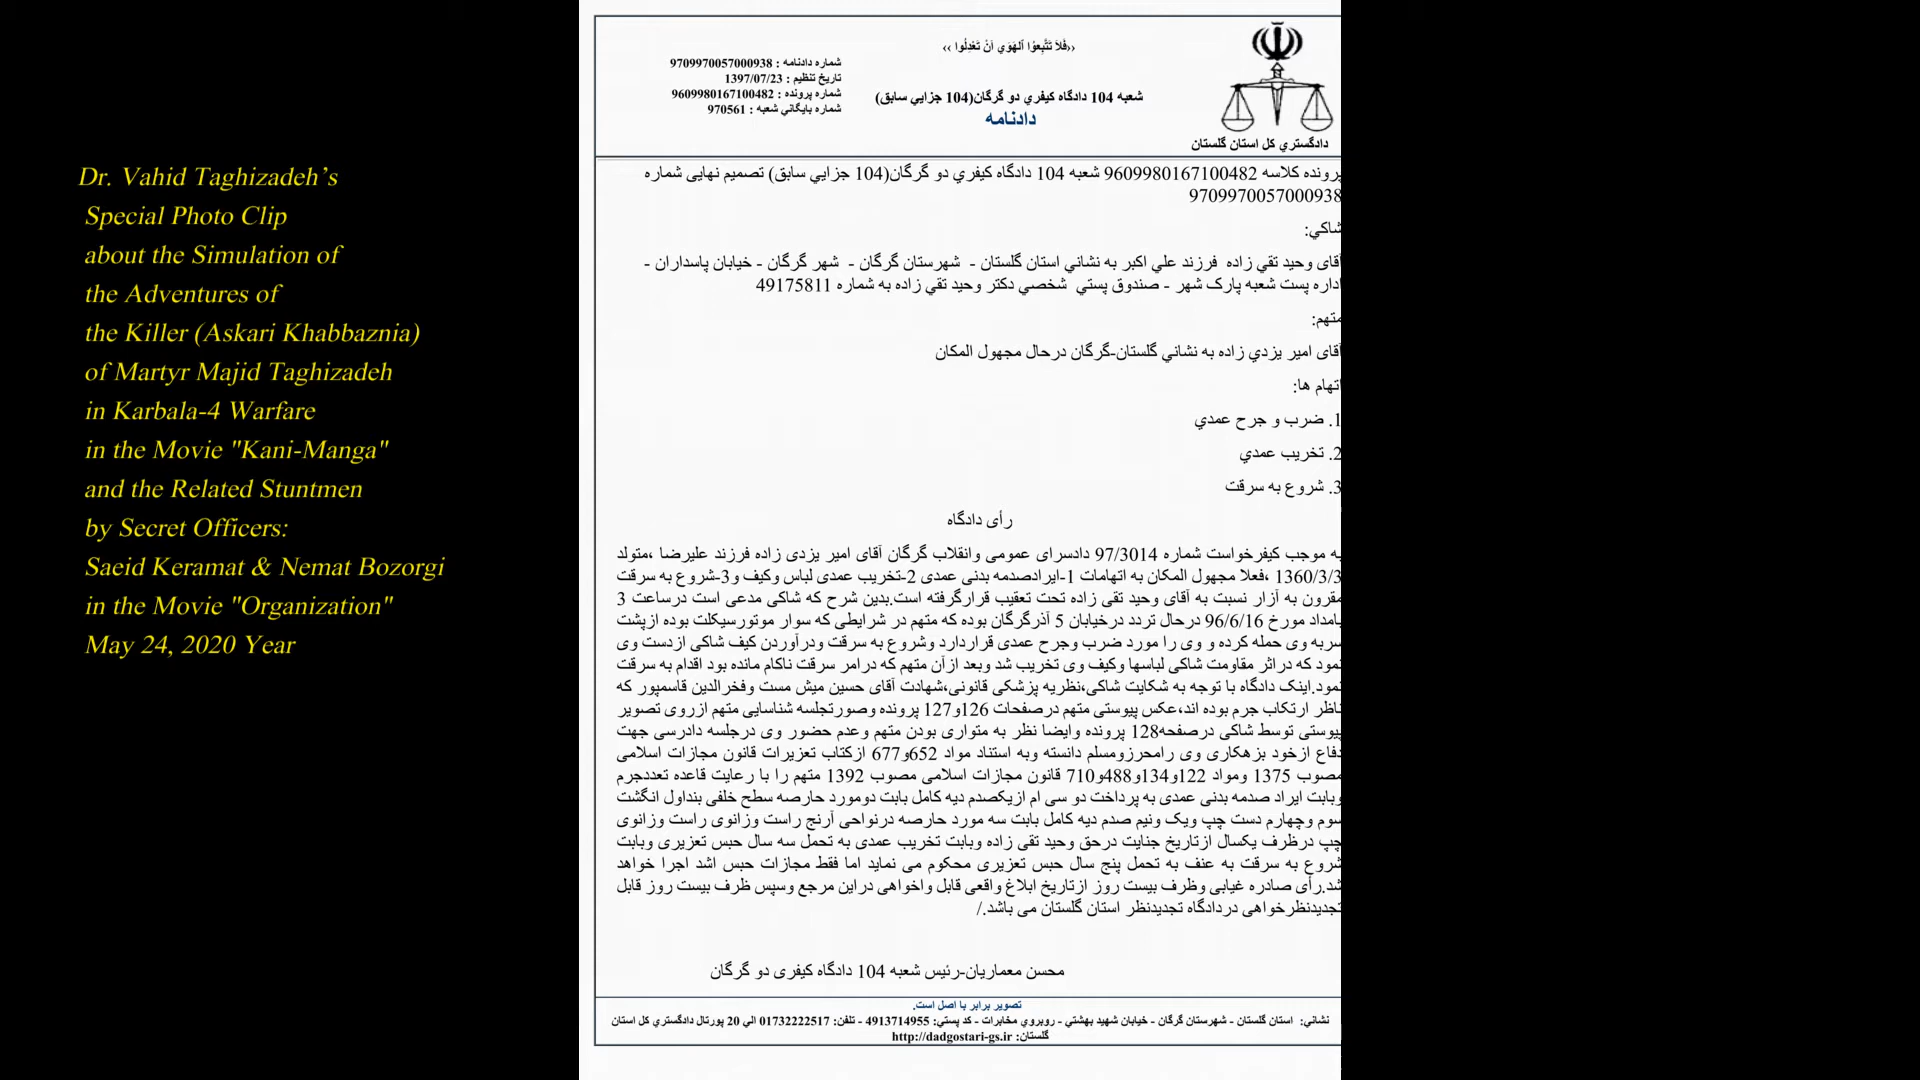 Dr. Vahid Taghizadeh’s
Special Photo Clip
about the Simulation of
the Adventures of
the Killer (Askari Khabbaznia)
of Martyr Majid Taghizadeh
in Karbala-4 Warfare
in the Movie "Kani-Manga"
and the Related Stuntmen
by Secret Officers:
Saeid Keramat & Nemat Bozorgi
in the Movie "Organization"
May 24, 2020 Year
‹‹فَلاَ تَتَّبِعوُا اَلهَوَي اَنْ تَعْدِلُوا ››
شعبه 104 دادگاه كيفري دو گرگان(104 جزايي سابق)
دادنامه
دادگستري کل استان گلستان
شماره دادنامه : 9709970057000938
تاريخ تنظيم : 1397/07/23
شماره پرونده : 9609980167100482
شماره بايگاني شعبه : 970561
پرونده کلاسه 9609980167100482 شعبه 104 دادگاه كيفري دو گرگان(104 جزايي سابق) تصمیم نهایی شماره
9709970057000938
شاکي:
آقای وحيد تقي زاده فرزند علي اکبر به نشاني استان گلستان - شهرستان گرگان - شهر گرگان - خيابان پاسداران -
اداره پست شعبه پارک شهر - صندوق پستي شخصي دکتر وحيد تقي زاده به شماره 49175811
متهم:
آقای امير يزدي زاده به نشاني گلستان-گرگان درحال مجهول المکان
اتهام ها:
1. ضرب و جرح عمدي
2. تخريب عمدي
3. شروع به سرقت
رأی دادگاه
به موجب کیفرخواست شماره 97/3014 دادسرای عمومی وانقلاب گرگان آقای امیر یزدی زاده فرزند علیرضا ،متولد
1360/3/3 ،فعلا مجهول المکان به اتهامات 1-ایرادصدمه بدنی عمدی 2-تخریب عمدی لباس وکیف و3-شروع به سرقت
مقرون به آزار نسبت به آقای وحید تقی زاده تحت تعقیب قرارگرفته است.بدین شرح که شاکی مدعی است درساعت 3
بامداد مورخ 96/6/16 درحال تردد درخیابان 5 آذرگرگان بوده که متهم در شرایطی که سوار موتورسیکلت بوده ازپشت
سربه وی حمله کرده و وی را مورد ضرب وجرح عمدی قراردارد وشروع به سرقت ودرآوردن کیف شاکی ازدست وی
نمود که دراثر مقاومت شاکی لباسها وکیف وی تخریب شد وبعد ازآن متهم که درامر سرقت ناکام مانده بود اقدام به سرقت
نمود.اینک دادگاه با توجه به شکایت شاکی،نظریه پزشکی قانونی،شهادت آقای حسین میش مست وفخرالدین قاسمپور که
ناظر ارتکاب جرم بوده اند،عکس پیوستی متهم درصفحات 126و127 پرونده وصورتجلسه شناسایی متهم ازروی تصویر
پیوستی توسط شاکی درصفحه128 پرونده وایضا نظر به متواری بودن متهم وعدم حضور وی درجلسه دادرسی جهت
دفاع ازخود بزهکاری وی رامحرزومسلم دانسته وبه استناد مواد 652و677 ازکتاب تعزیرات قانون مجازات اسلامی
مصوب 1375 ومواد 122و134و488و710 قانون مجازات اسلامی مصوب 1392 متهم را با رعایت قاعده تعددجرم
وبابت ایراد صدمه بدنی عمدی به پرداخت دو سی ام ازیکصدم دیه کامل بابت دومورد حارصه سطح خلفی بنداول انگشت
سوم وچهارم دست چپ ویک ونیم صدم دیه کامل بابت سه مورد حارصه درنواحی آرنج راست وزانوی راست وزانوی
چپ درظرف یکسال ازتاریخ جنایت درحق وحید تقی زاده وبابت تخریب عمدی به تحمل سه سال حبس تعزیری وبابت
شروع به سرقت به عنف به تحمل پنج سال حبس تعزیری محکوم می نماید اما فقط مجازات حبس اشد اجرا خواهد
شد.رأی صادره غیابی وظرف بیست روز ازتاریخ ابلاغ واقعی قابل واخواهی دراین مرجع وسپس ظرف بیست روز قابل
تجدیدنظرخواهی دردادگاه تجدیدنظر استان گلستان می باشد./
محسن معماریان-رئیس شعبه 104 دادگاه کیفری دو گرگان
تصویر برابر با اصل است.
نشاني: استان گلستان - شهرستان گرگان - خيابان شهيد بهشتي - روبروي مخابرات - کد پستي: 4913714955 - تلفن: 01732222517 الي 20 پورتال دادگستري کل استان
گلستان: http://dadgostari-gs.ir